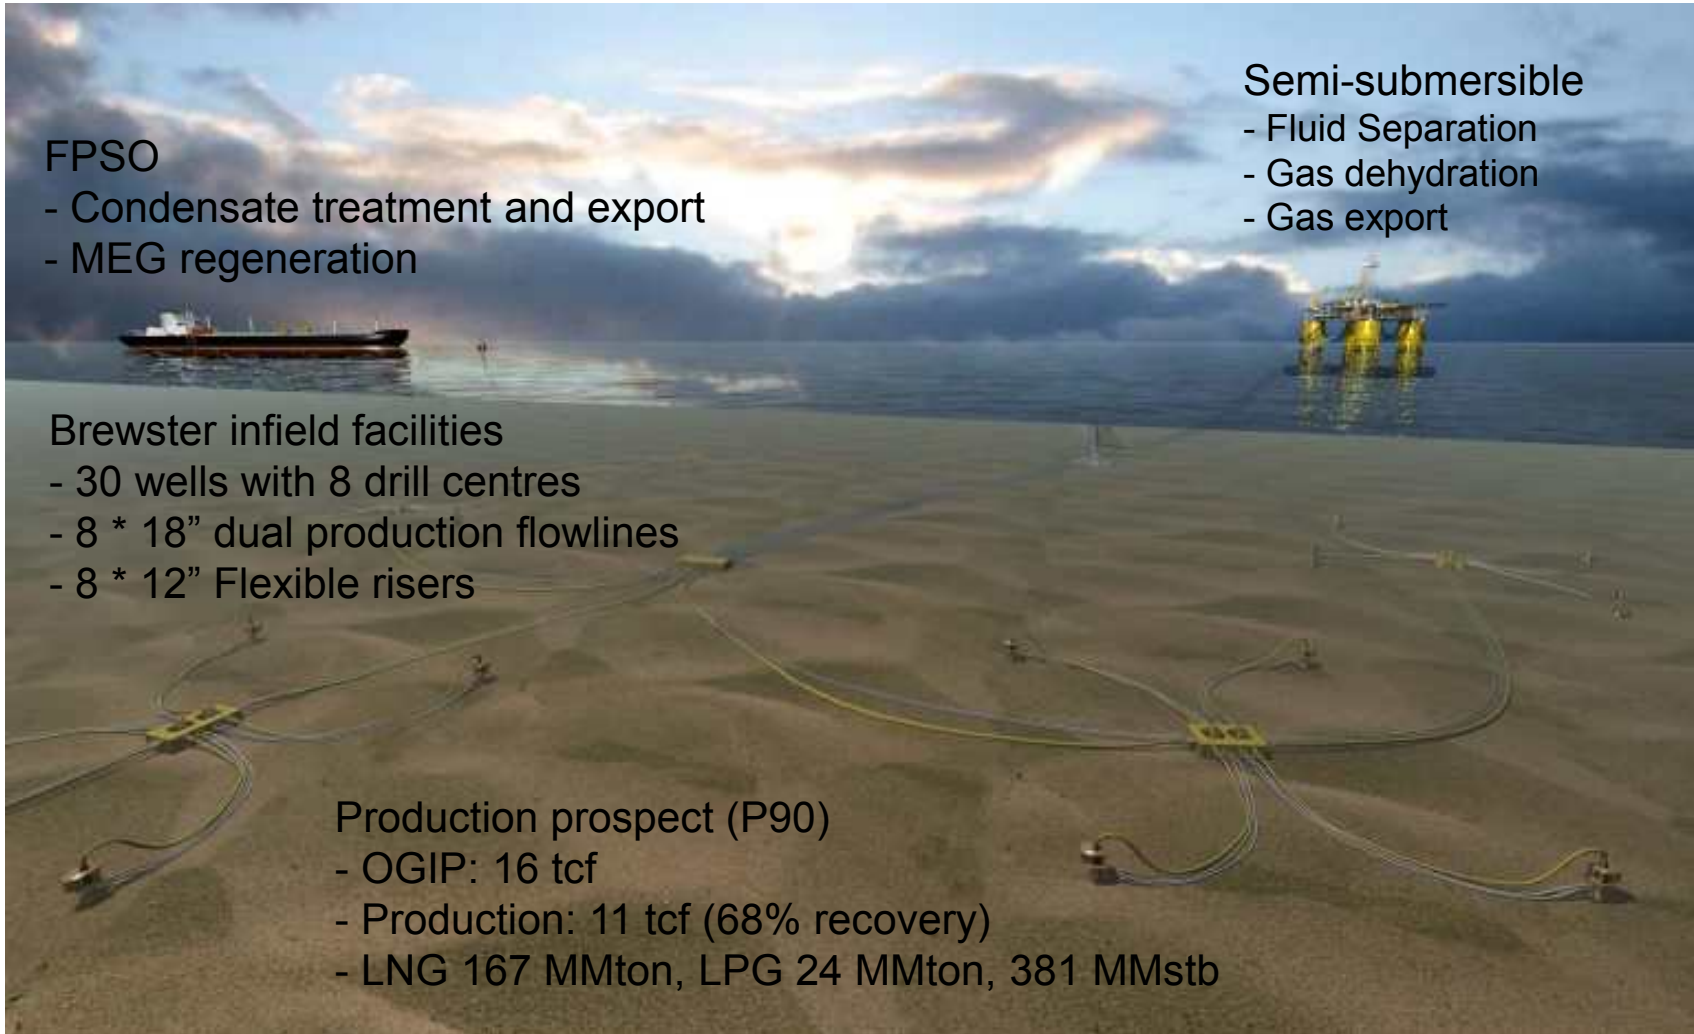 FPSO
- Condensate treatment and export
- MEG regeneration
Semi-submersible
- Fluid Separation
- Gas dehydration
- Gas export
Brewster infield facilities
- 30 wells with 8 drill centres
- 8 * 18” dual production flowlines
- 8 * 12” Flexible risers
Production prospect (P90)
- OGIP: 16 tcf
- Production: 11 tcf (68% recovery)
- LNG 167 MMton, LPG 24 MMton, 381 MMstb